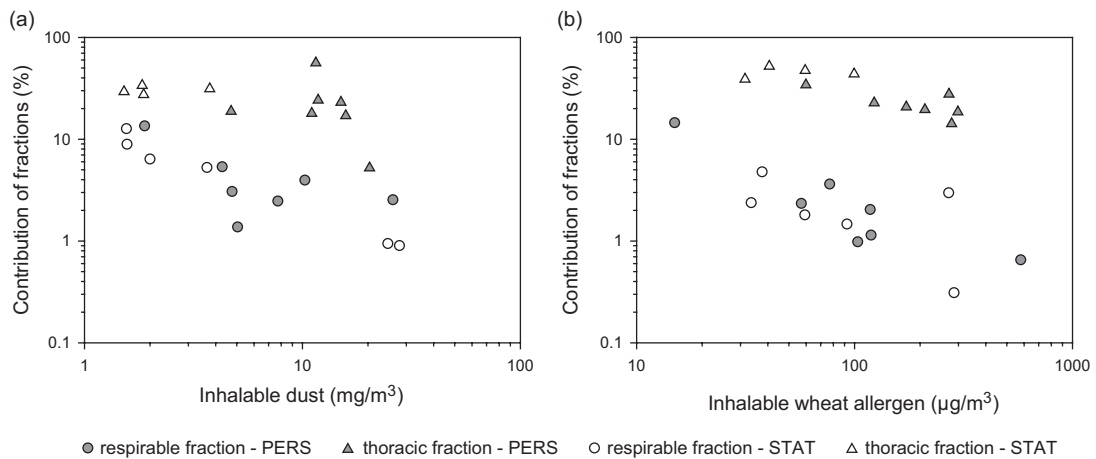 (a)
(b)
Contribution of fractions (%)
100
10
1
0.1
1
10
100
Inhalable dust (mg/m³)
Contribution of fractions (%)
100
10
1
0.1
10
100
1000
Inhalable wheat allergen (µg/m³)
respirable fraction - PERS
thoracic fraction - PERS
respirable fraction - STAT
thoracic fraction - STAT